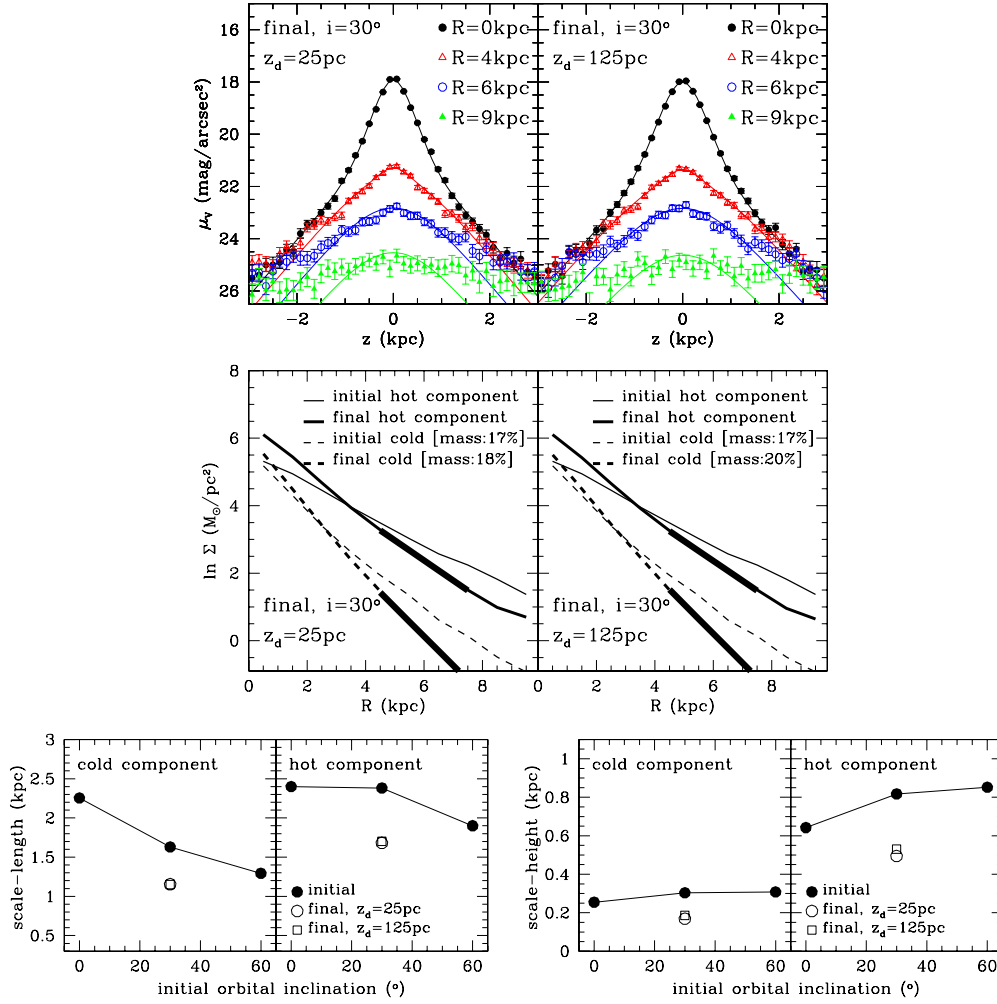 final, i=30°
z_d=25pc
R=0kpc
R=4kpc
R=6kpc
R=9kpc
final, i=30°
z_d=125pc
R=0kpc
R=4kpc
R=6kpc
R=9kpc
16
18
20
22
24
26
μ_v (mag/arcsec²)
−2 0 2
−2 0 2
z (kpc)
z (kpc)
8
6
4
2
0
ln Σ (M_⊙/pc²)
initial hot component
final hot component
initial cold [mass:17%]
final cold [mass:18%]
final, i=30°
z_d=25pc
initial hot component
final hot component
initial cold [mass:17%]
final cold [mass:20%]
final, i=30°
z_d=125pc
0 2 4 6 8
0 2 4 6 8
R (kpc)
R (kpc)
3
2.5
2
1.5
1
0.5
scale-length (kpc)
cold component
hot component
initial
final, z_d=25pc
final, z_d=125pc
0 20 40 60
0 20 40 60
initial orbital inclination (°)
1
0.8
0.6
0.4
0.2
0
scale-height (kpc)
cold component
hot component
initial
final, z_d=25pc
final, z_d=125pc
0 20 40 60
0 20 40 60
initial orbital inclination (°)